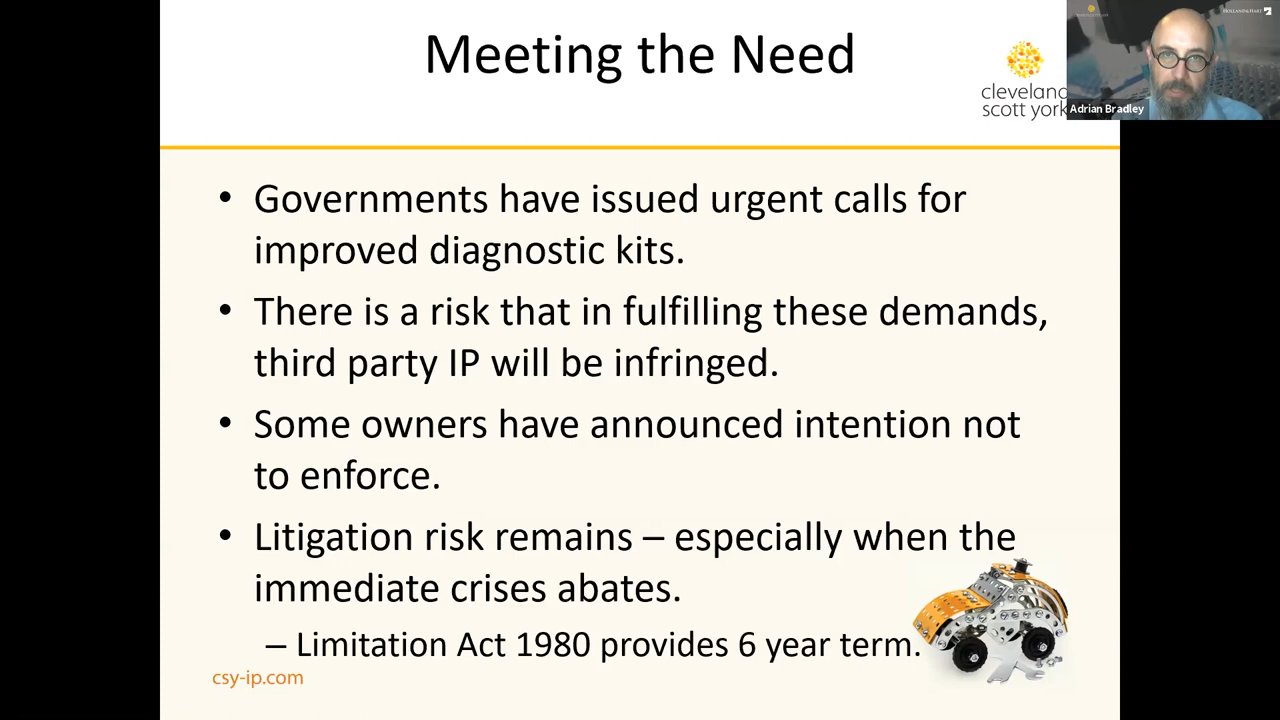 Meeting the Need
cleveland
scott york
Adrian Bradley
HOLLAND&HART
• Governments have issued urgent calls for
improved diagnostic kits.
• There is a risk that in fulfilling these demands,
third party IP will be infringed.
• Some owners have announced intention not
to enforce.
• Litigation risk remains – especially when the
immediate crises abates.
– Limitation Act 1980 provides 6 year term.
csy-ip.com